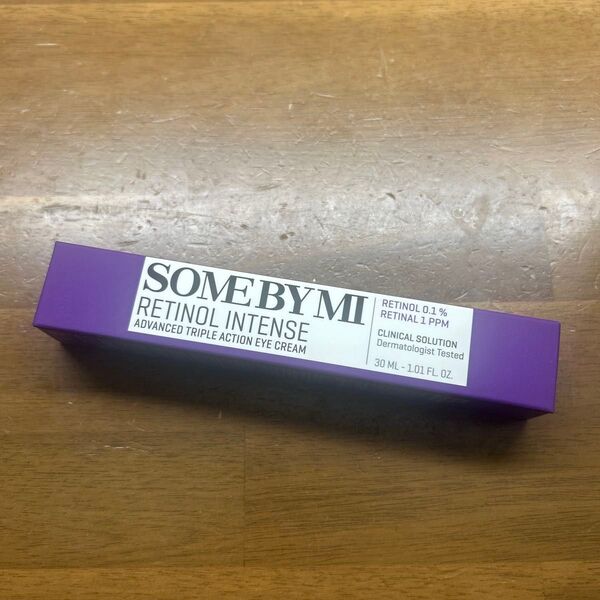 SOME BY MI
RETINOL INTENSE
ADVANCED TRIPLE ACTION EYE CREAM
RETINOL 0.1 %
RETINAL 1 PPM
CLINICAL SOLUTION
Dermatologist Tested
30 ML - 1.01 FL. OZ.